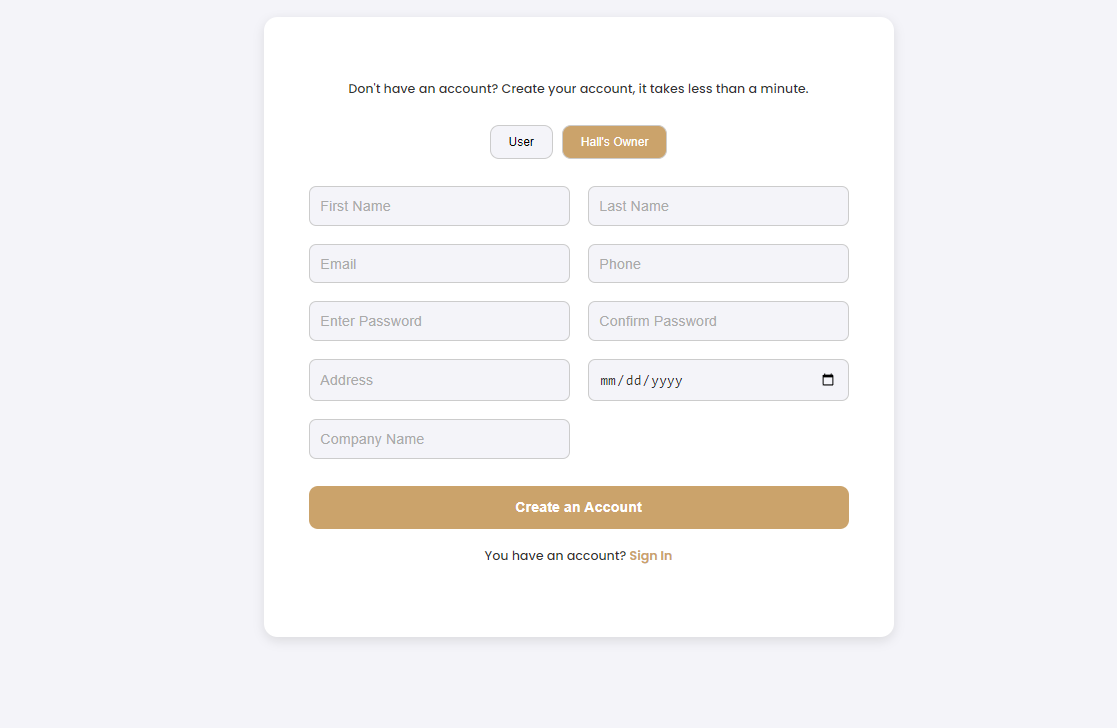 Don't have an account? Create your account, it takes less than a minute.
User Hall's Owner
First Name Last Name
Email Phone
Enter Password Confirm Password
Address mm/dd/yyyy
Company Name
Create an Account
You have an account? Sign In